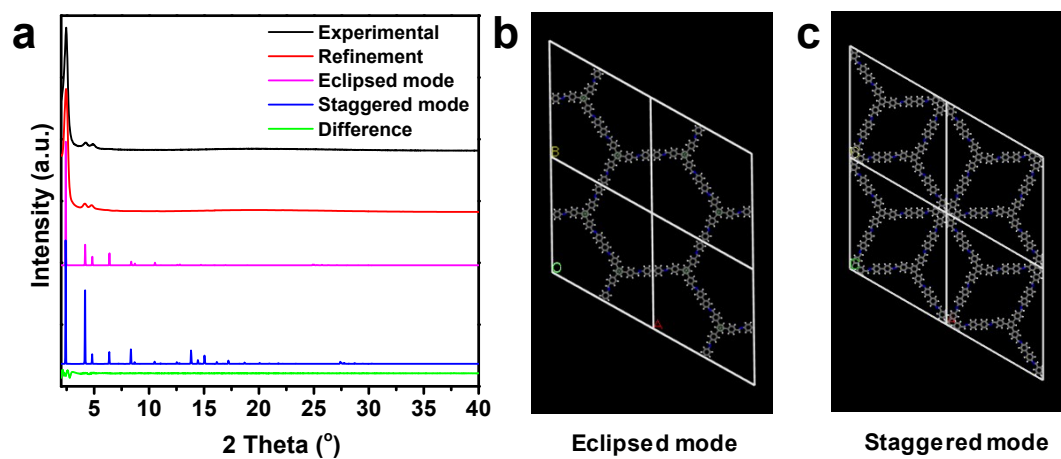 a
Experimental
Refinement
Eclipsed mode
Staggered mode
Difference
Intensity (a.u.)
5 10 15 20 25 30 35 40
2 Theta (°)
b
B
O
A
Eclipsed mode
c
Staggered mode